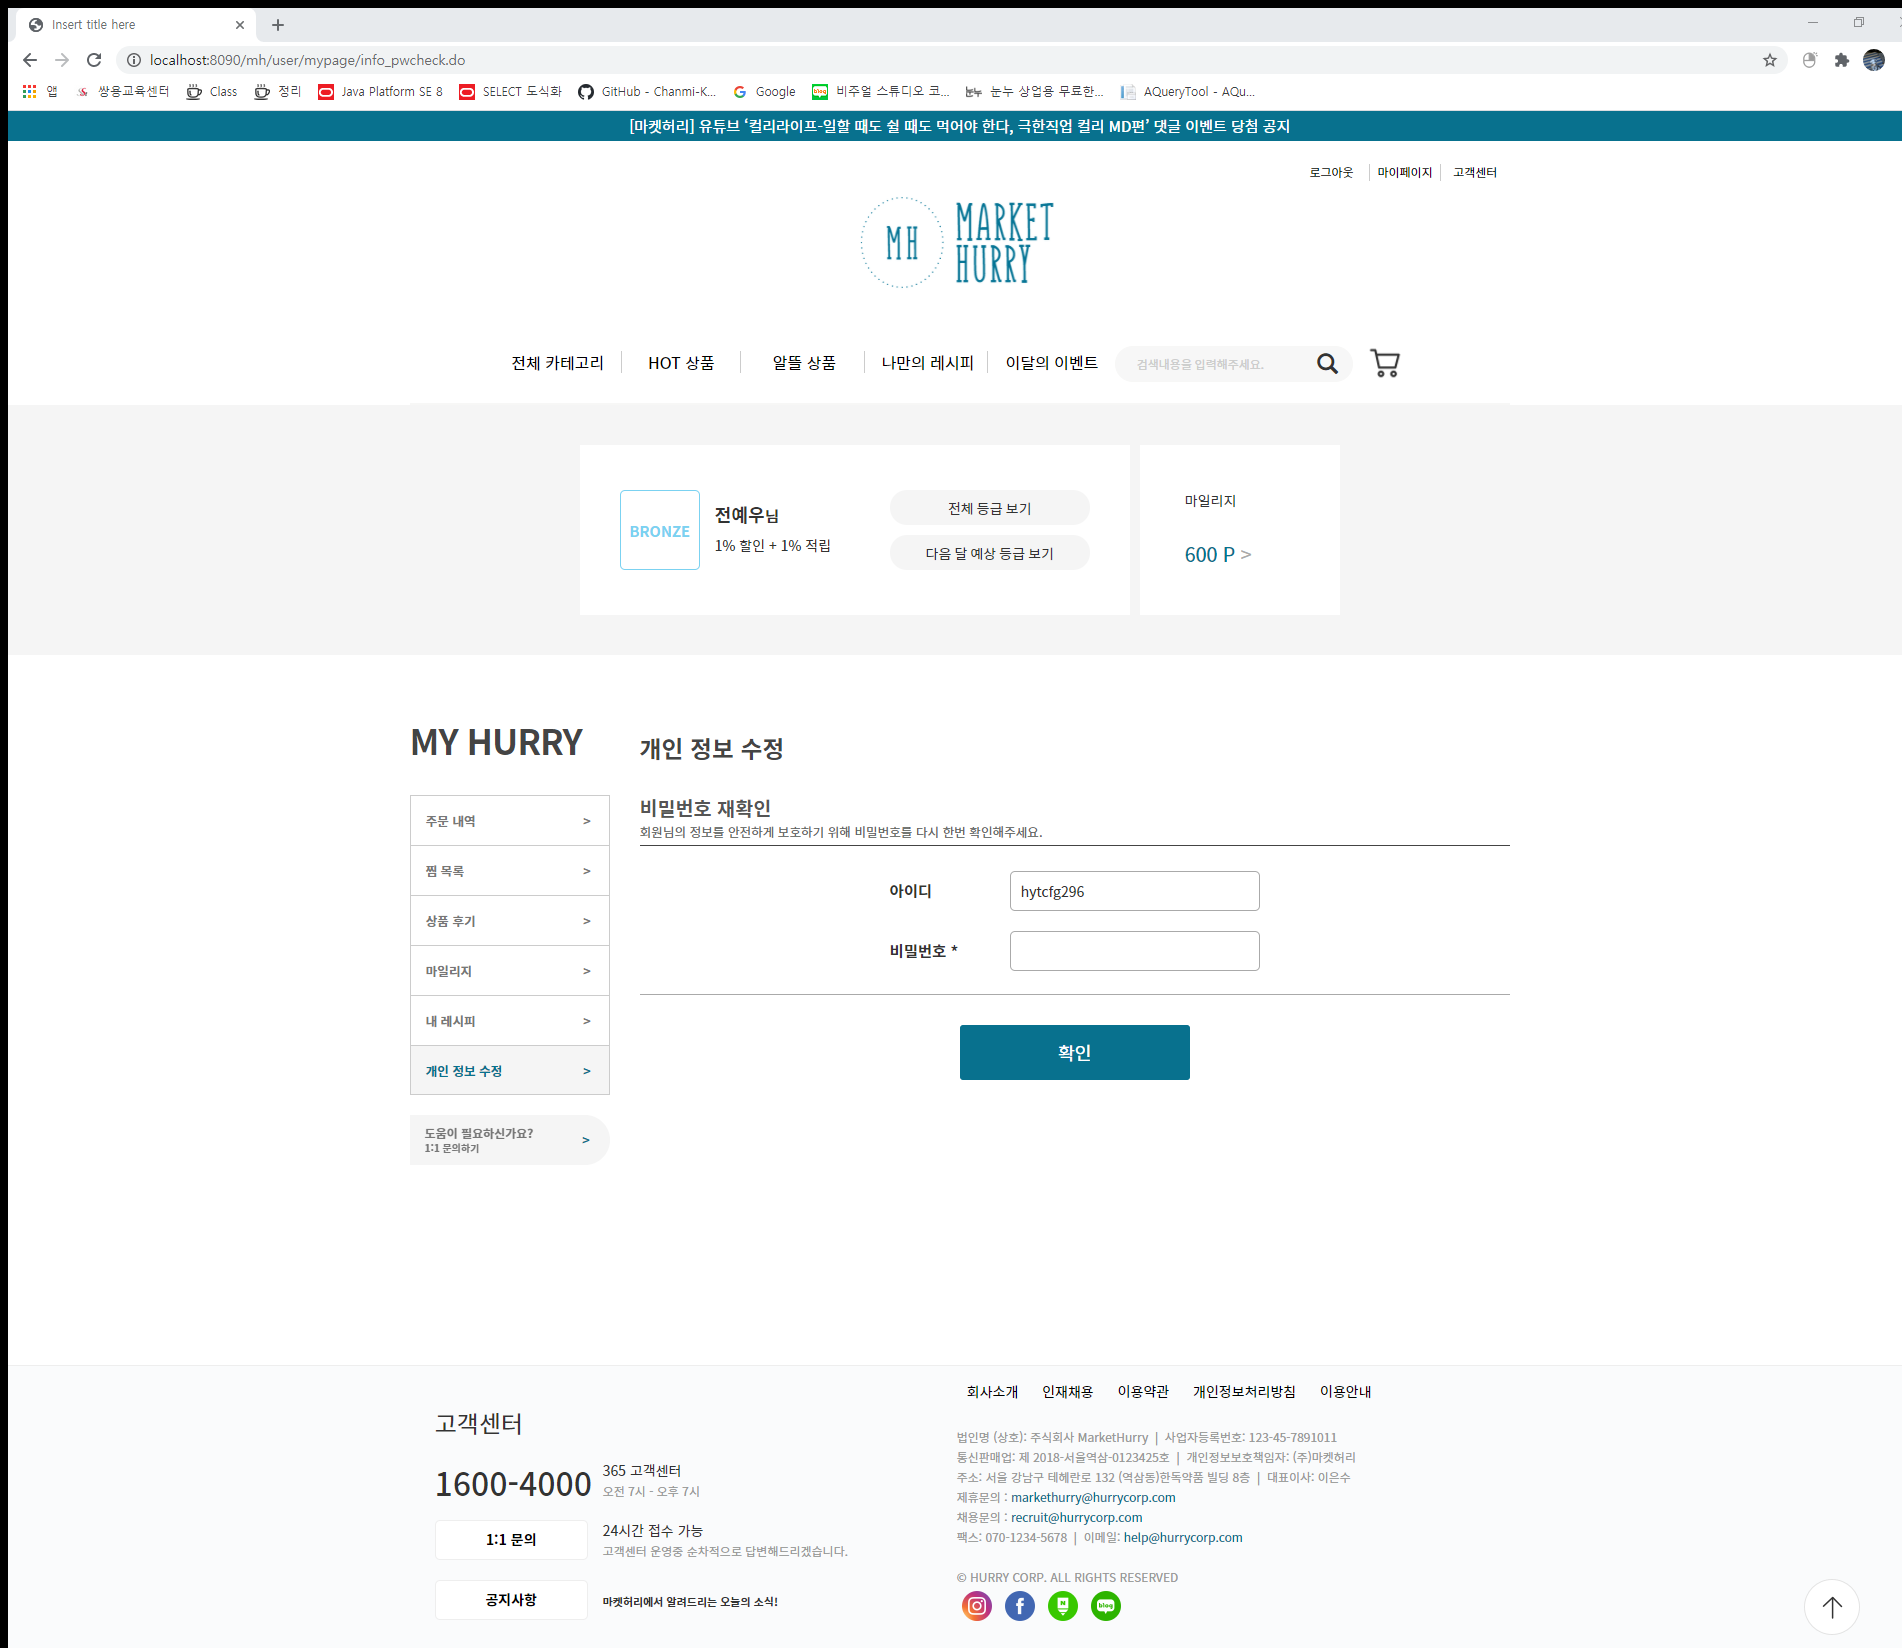 Insert title here
localhost:8090/mh/user/mypage/info_pwcheck.do
앱 쌍용교육센터 Class 정리 Java Platform SE 8 SELECT 도식화 GitHub - Chanmi-K... Google 비주얼 스튜디오 코... 눈누 상업용 무료한... AQueryTool - AQu...
[마켓허리] 유튜브 ‘컬리라이프-일할 때도 쉴 때도 먹어야 한다, 극한직업 컬리 MD편’ 댓글 이벤트 당첨 공지
로그아웃 마이페이지 고객센터
MH
MARKET
HURRY
전체 카테고리 HOT 상품 알뜰 상품 나만의 레시피 이달의 이벤트 검색내용을 입력해주세요.
BRONZE
전예우님
1% 할인 + 1% 적립
전체 등급 보기
다음 달 예상 등급 보기
마일리지
600 P >
MY HURRY
주문 내역 >
찜 목록 >
상품 후기 >
마일리지 >
내 레시피 >
개인 정보 수정 >
도움이 필요하신가요? >
1:1 문의하기
개인 정보 수정
비밀번호 재확인
회원님의 정보를 안전하게 보호하기 위해 비밀번호를 다시 한번 확인해주세요.
아이디 hytcfg296
비밀번호 *
확인
고객센터
1600-4000
365 고객센터
오전 7시 - 오후 7시
1:1 문의
24시간 접수 가능
고객센터 운영중 순차적으로 답변해드리겠습니다.
공지사항
마켓허리에서 알려드리는 오늘의 소식!
회사소개 인재채용 이용약관 개인정보처리방침 이용안내
법인명 (상호): 주식회사 MarketHurry | 사업자등록번호: 123-45-7891011
통신판매업: 제 2018-서울역삼-0123425호 | 개인정보보호책임자: (주)마켓허리
주소: 서울 강남구 테헤란로 132 (역삼동)한독약품 빌딩 8층 | 대표이사: 이은수
제휴문의 : markethurry@hurrycorp.com
채용문의 : recruit@hurrycorp.com
팩스: 070-1234-5678 | 이메일: help@hurrycorp.com
© HURRY CORP. ALL RIGHTS RESERVED
blog